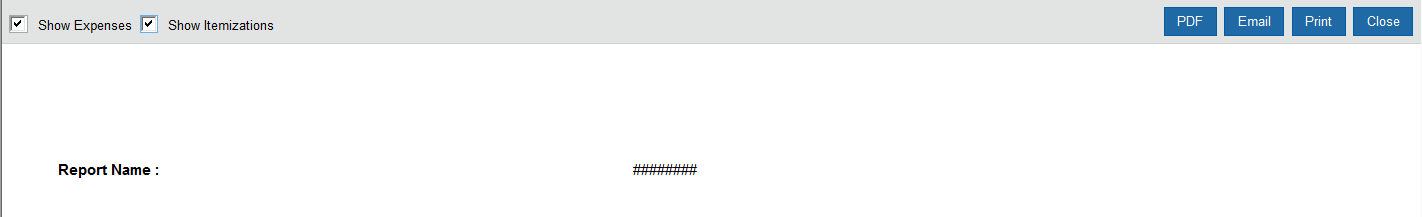 Show Expenses Show Itemizations PDF Email Print Close
Report Name : ########